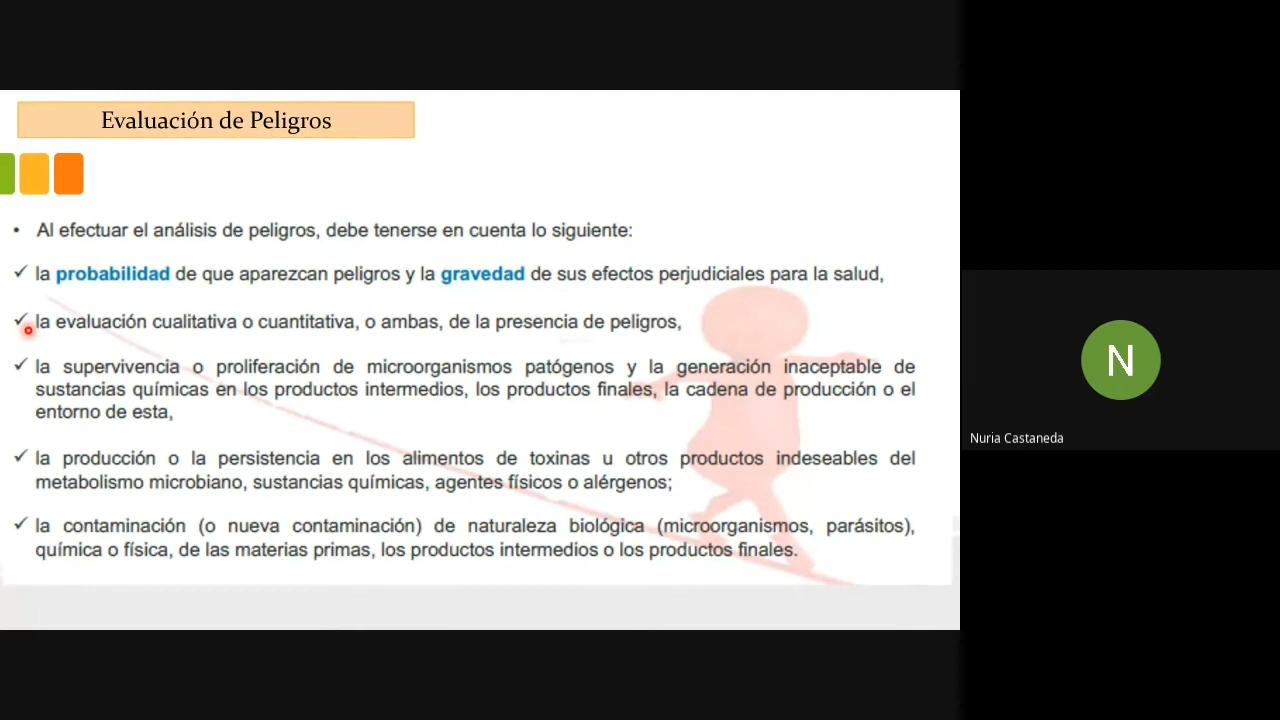 Evaluación de Peligros
• Al efectuar el análisis de peligros, debe tenerse en cuenta lo siguiente:
✓ la probabilidad de que aparezcan peligros y la gravedad de sus efectos perjudiciales para la salud,
✓ la evaluación cualitativa o cuantitativa, o ambas, de la presencia de peligros,
✓ la supervivencia o proliferación de microorganismos patógenos y la generación inaceptable de
sustancias químicas en los productos intermedios, los productos finales, la cadena de producción o el
entorno de esta,
✓ la producción o la persistencia en los alimentos de toxinas u otros productos indeseables del
metabolismo microbiano, sustancias químicas, agentes físicos o alérgenos;
✓ la contaminación (o nueva contaminación) de naturaleza biológica (microorganismos, parásitos),
química o física, de las materias primas, los productos intermedios o los productos finales.
N
Nuria Castaneda